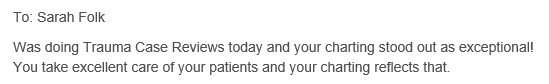 To: Sarah Folk
Was doing Trauma Case Reviews today and your charting stood out as exceptional!
You take excellent care of your patients and your charting reflects that.